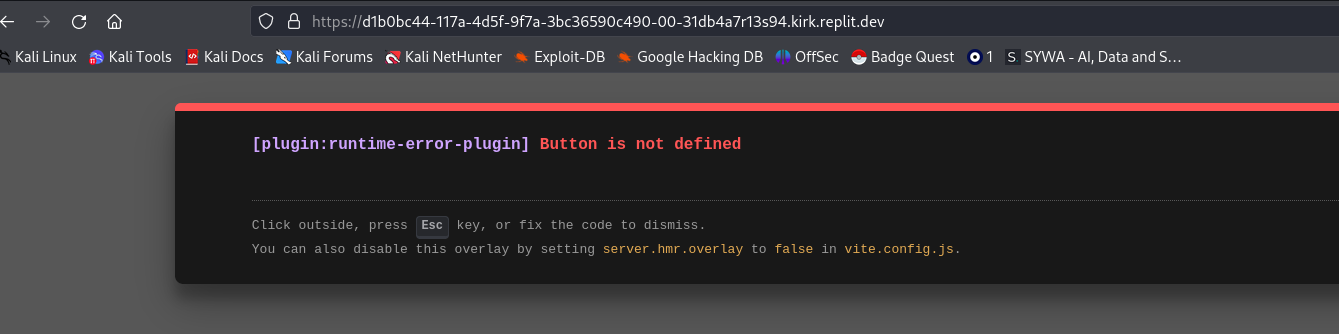 https://d1b0bc44-117a-4d5f-9f7a-3bc36590c490-00-31db4a7r13s94.kirk.replit.dev
Kali Linux Kali Tools Kali Docs Kali Forums Kali NetHunter Exploit-DB Google Hacking DB OffSec Badge Quest 1 S SYWA - AI, Data and S…
[plugin:runtime-error-plugin] Button is not defined
Click outside, press Esc key, or fix the code to dismiss.
You can also disable this overlay by setting server.hmr.overlay to false in vite.config.js.